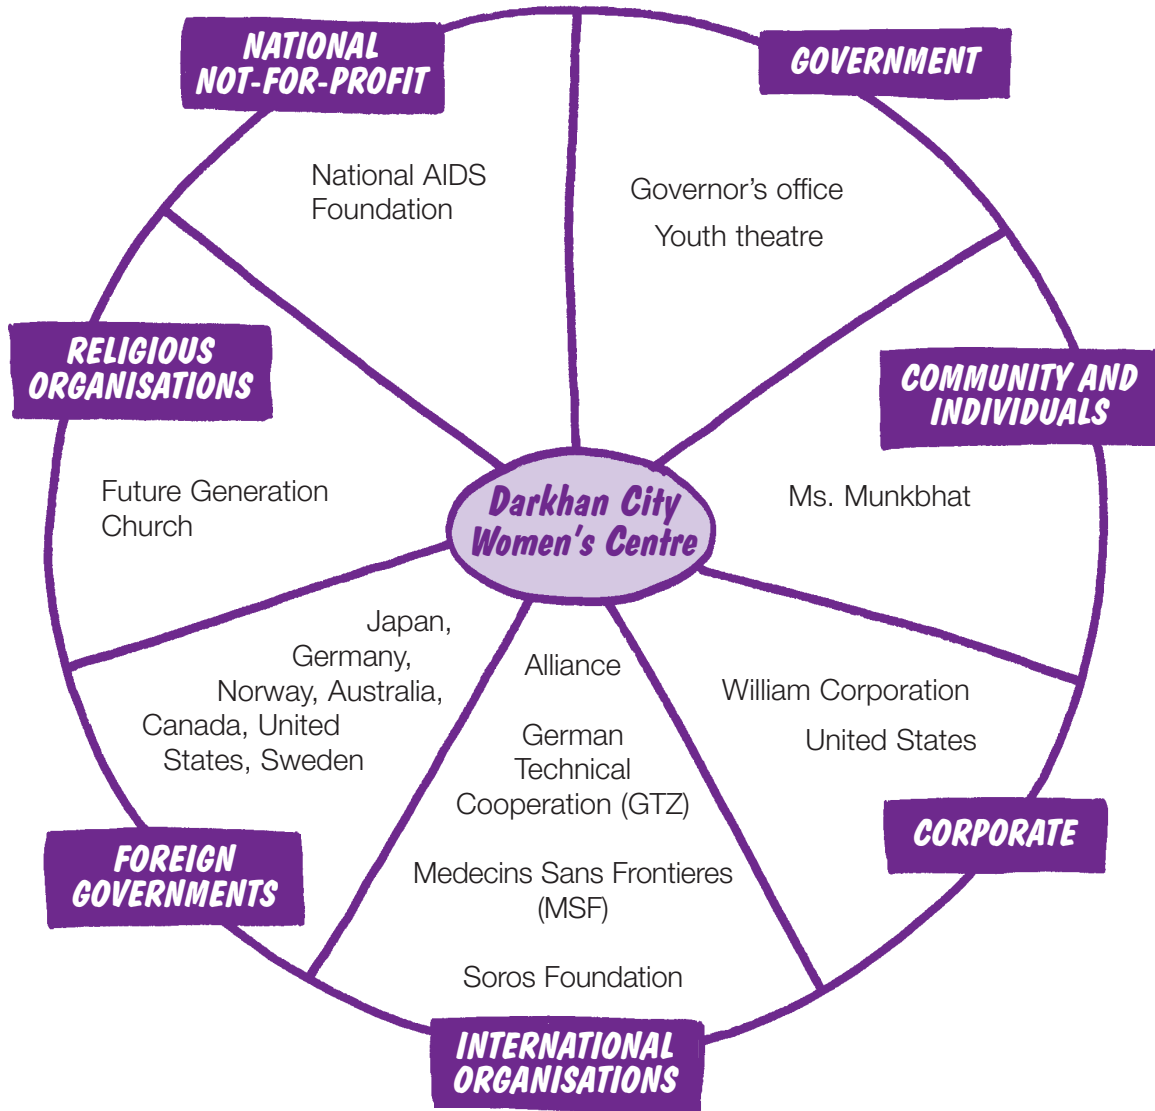 NATIONAL
NOT-FOR-PROFIT
National AIDS
Foundation
GOVERNMENT
Governor's office
Youth theatre
RELIGIOUS
ORGANISATIONS
Future Generation
Church
COMMUNITY AND
INDIVIDUALS
Ms. Munkbhat
Darkhan City
Women's Centre
Japan,
Germany,
Norway, Australia,
Canada, United
States, Sweden
FOREIGN
GOVERNMENTS
Alliance
German
Technical
Cooperation (GTZ)
Medecins Sans Frontieres
(MSF)
Soros Foundation
INTERNATIONAL
ORGANISATIONS
William Corporation
United States
CORPORATE